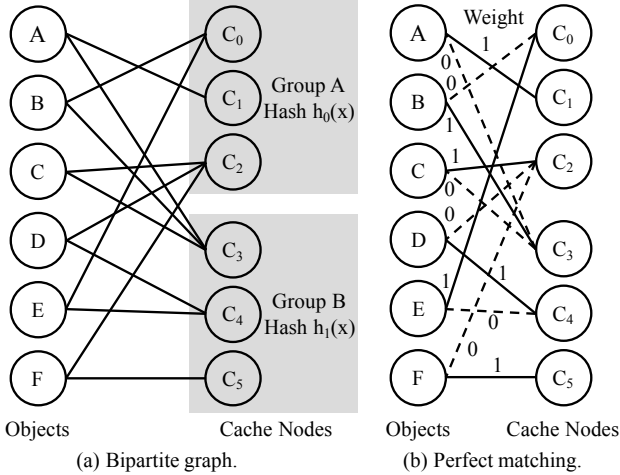 A
B
C
D
E
F
Objects
C0
C1
C2
Group A
Hash h0(x)
C3
C4
C5
Group B
Hash h1(x)
Cache Nodes
(a) Bipartite graph.
Weight
A
B
C
D
E
F
1
0
0
1
1
0
0
1
1
0
0
1
C0
C1
C2
C3
C4
C5
Objects
Cache Nodes
(b) Perfect matching.